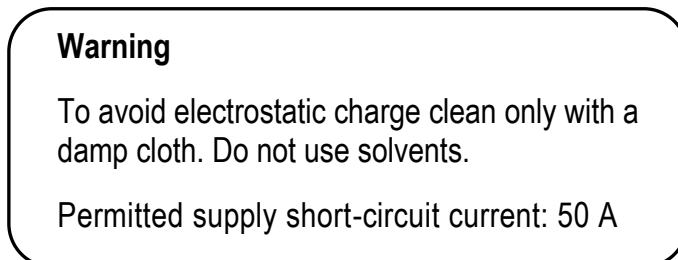 Warning
To avoid electrostatic charge clean only with a
damp cloth. Do not use solvents.
Permitted supply short-circuit current: 50 A